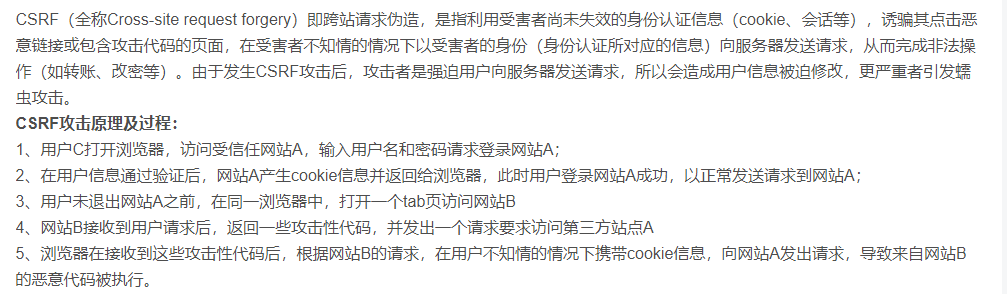 CSRF（全称Cross-site request forgery）即跨站请求伪造，是指利用受害者尚未失效的身份认证信息（cookie、会话等），诱骗其点击恶
意链接或包含攻击代码的页面，在受害者不知情的情况下以受害者的身份（身份认证所对应的信息）向服务器发送请求，从而完成非法操
作（如转账、改密等）。由于发生CSRF攻击后，攻击者是强迫用户向服务器发送请求，所以会造成用户信息被迫修改，更严重者引发蠕
虫攻击。
CSRF攻击原理及过程：
1、用户C打开浏览器，访问受信任网站A，输入用户名和密码请求登录网站A；
2、在用户信息通过验证后，网站A产生cookie信息并返回给浏览器，此时用户登录网站A成功，以正常发送请求到网站A；
3、用户未退出网站A之前，在同一浏览器中，打开一个tab页访问网站B
4、网站B接收到用户请求后，返回一些攻击性代码，并发出一个请求要求访问第三方站点A
5、浏览器在接收到这些攻击性代码后，根据网站B的请求，在用户不知情的情况下携带cookie信息，向网站A发出请求，导致来自网站B
的恶意代码被执行。